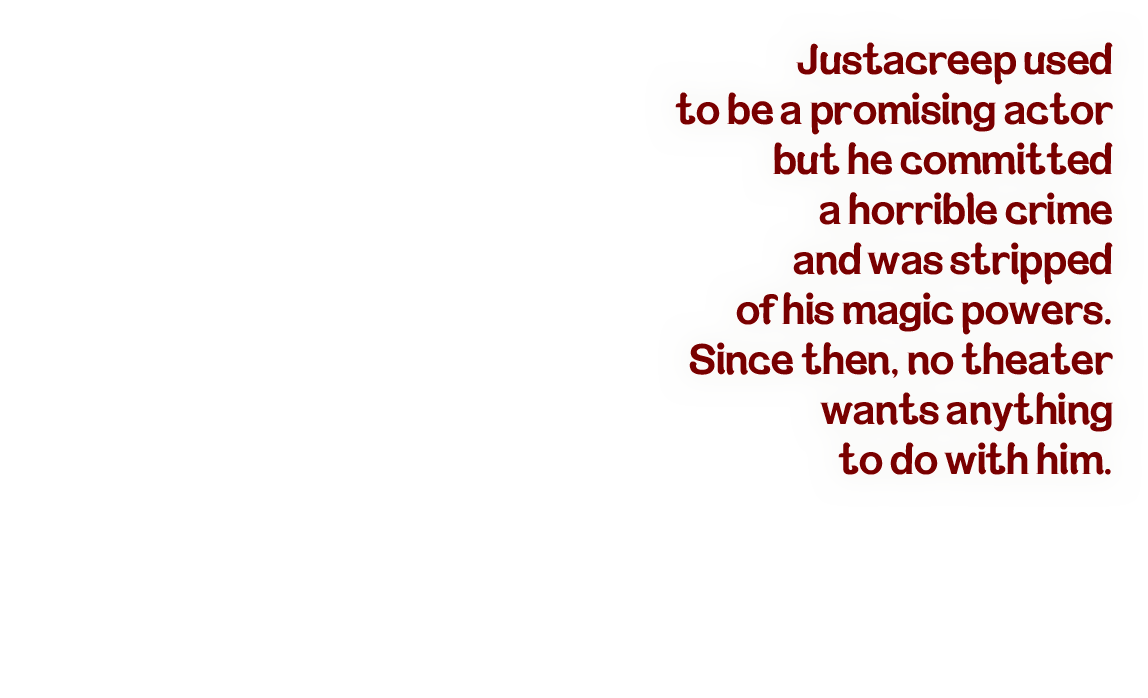 Justacreep used
to be a promising actor
but he committed
a horrible crime
and was stripped
of his magic powers.
Since then, no theater
wants anything
to do with him.